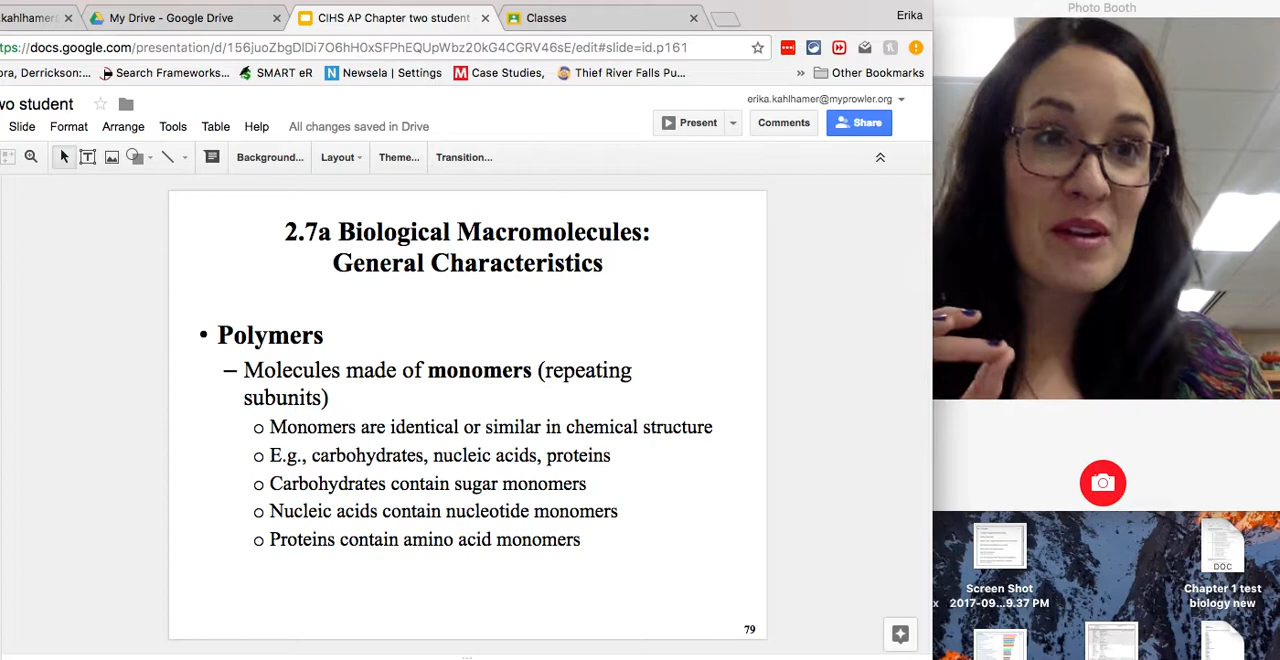 kahlhamer
My Drive - Google Drive
CIHS AP Chapter two student
Classes
Erika
Photo Booth
ttps://docs.google.com/presentation/d/156juoZbgDlDi7O6hH0xSFPhEQUpWbz20kG4CGRV46sE/edit#slide=id.p161
ora, Derrickson:...
Search Frameworks...
SMART eR
Newsela | Settings
Case Studies,
Thief River Falls Pu...
» Other Bookmarks
wo student
erika.kahlhamer@myprowler.org
Slide Format Arrange Tools Table Help All changes saved in Drive
Present Comments Share
Background... Layout Theme... Transition...
2.7a Biological Macromolecules:
General Characteristics
• Polymers
– Molecules made of monomers (repeating
subunits)
o Monomers are identical or similar in chemical structure
o E.g., carbohydrates, nucleic acids, proteins
o Carbohydrates contain sugar monomers
o Nucleic acids contain nucleotide monomers
o Proteins contain amino acid monomers
79
Screen Shot
2017-09...9.37 PM
DOC
Chapter 1 test
biology new